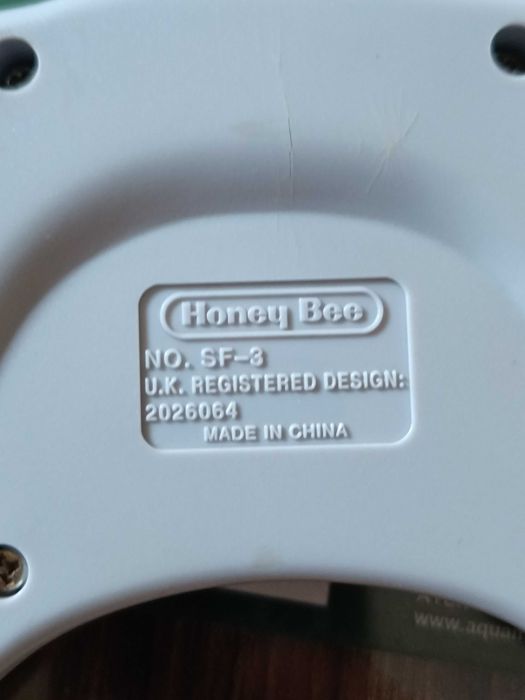 Honey Bee
NO. SF-3
U.K. REGISTERED DESIGN:
2026064
MADE IN CHINA